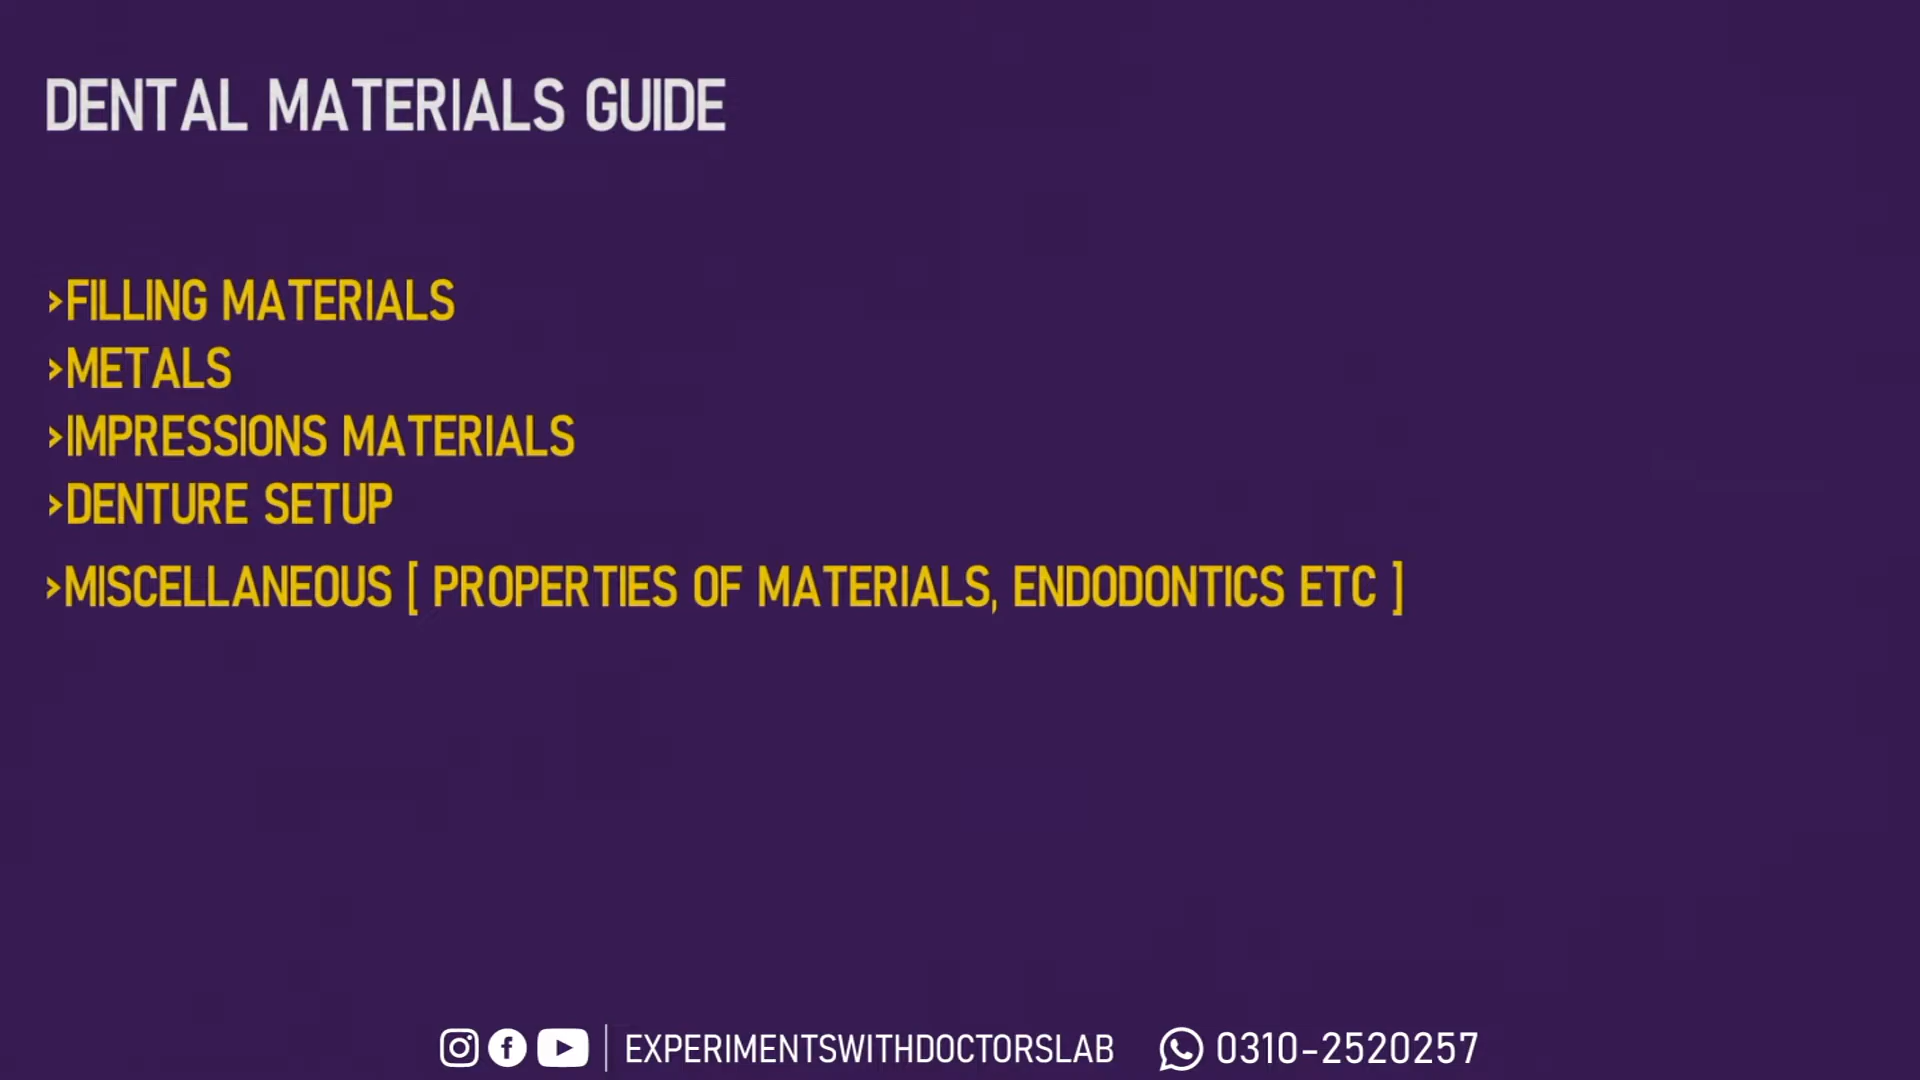 DENTAL MATERIALS GUIDE
>FILLING MATERIALS
>METALS
>IMPRESSIONS MATERIALS
>DENTURE SETUP
>MISCELLANEOUS [ PROPERTIES OF MATERIALS, ENDODONTICS ETC ]
EXPERIMENTSWITHDOCTORSLAB 0310-2520257